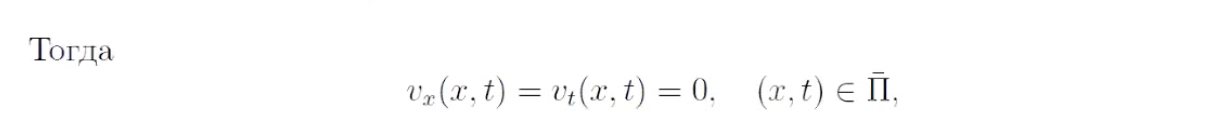 Тогда
v_x(x, t) = v_t(x, t) = 0, (x, t) ∈ Π̄,